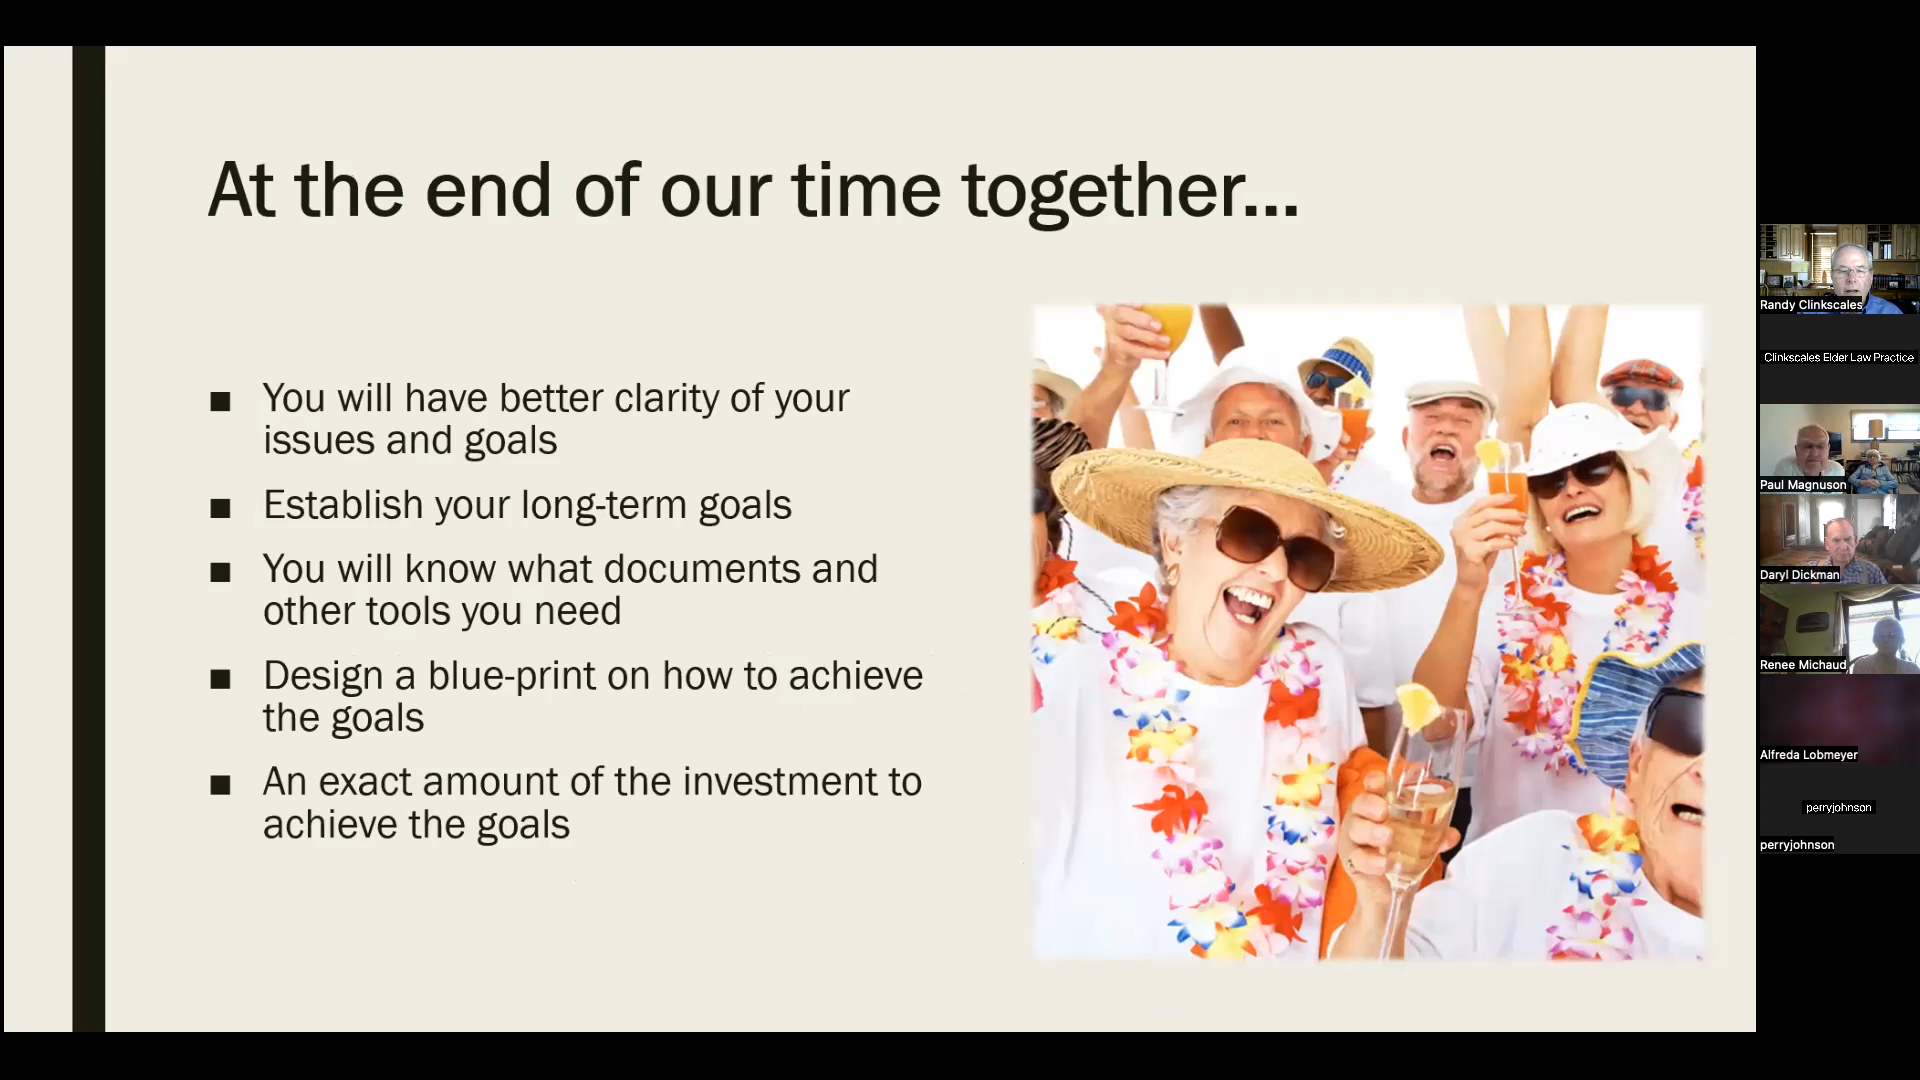 At the end of our time together...
■ You will have better clarity of your
issues and goals
■ Establish your long-term goals
■ You will know what documents and
other tools you need
■ Design a blue-print on how to achieve
the goals
■ An exact amount of the investment to
achieve the goals
Randy Clinkscales
Clinkscales Elder Law Practice
Paul Magnuson
Daryl Dickman
Renee Michaud
Alfreda Lobmeyer
perryjohnson
perryjohnson